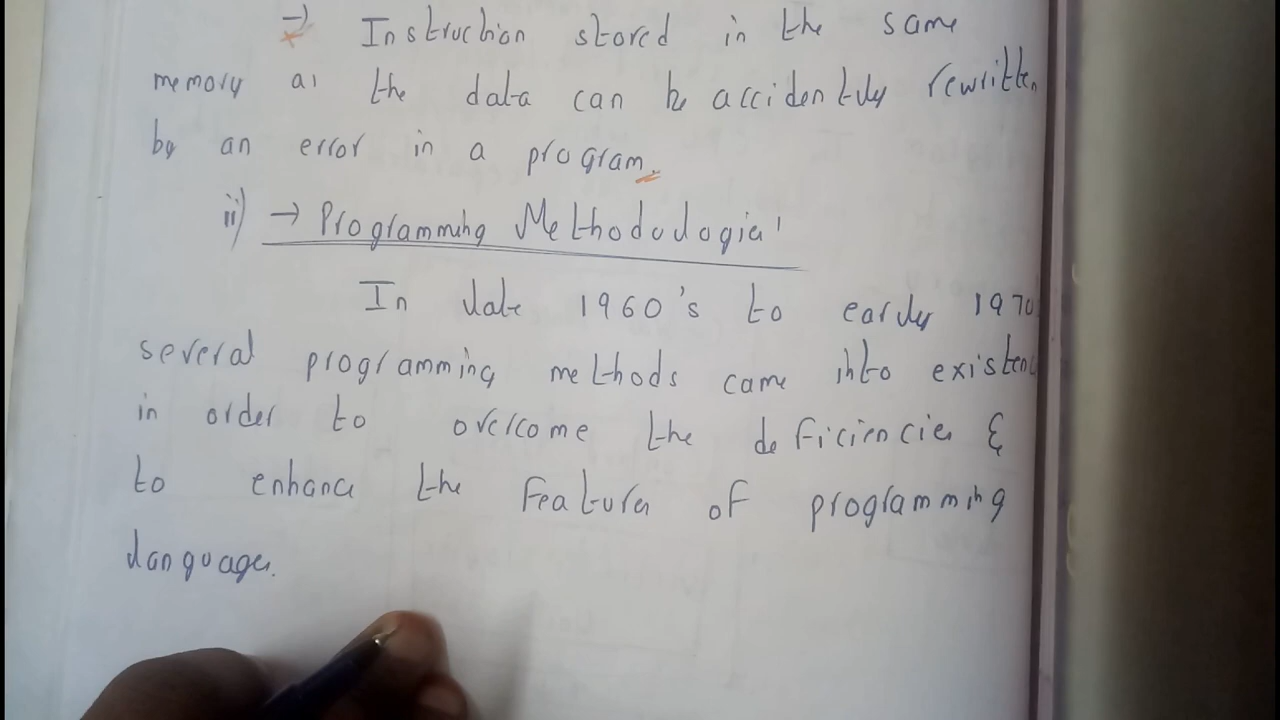 → Instruction stored in the same
memory as the data can be accidently rewritten
by an error in a program.
ii) → Programming Methodologies
In late 1960's to early 1970
several programming methods came into existenc
in order to overcome the deficiencies &
to enhance the features of programming
languages.